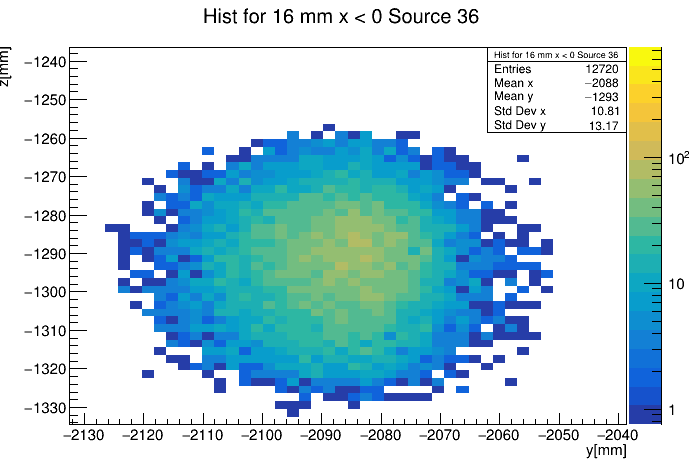 Hist for 16 mm x < 0 Source 36
z[mm]
Hist for 16 mm x < 0 Source 36
Entries 12720
Mean x −2088
Mean y −1293
Std Dev x 10.81
Std Dev y 13.17
−1240
−1250
−1260
−1270
−1280
−1290
−1300
−1310
−1320
−1330
10²
10
1
−2130 −2120 −2110 −2100 −2090 −2080 −2070 −2060 −2050 −2040
y[mm]